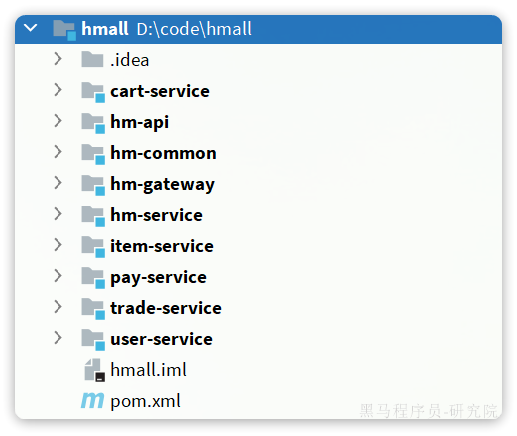 hmall D:\code\hmall
.idea
cart-service
hm-api
hm-common
hm-gateway
hm-service
item-service
pay-service
trade-service
user-service
hmall.iml
pom.xml
黑马程序员-研究院